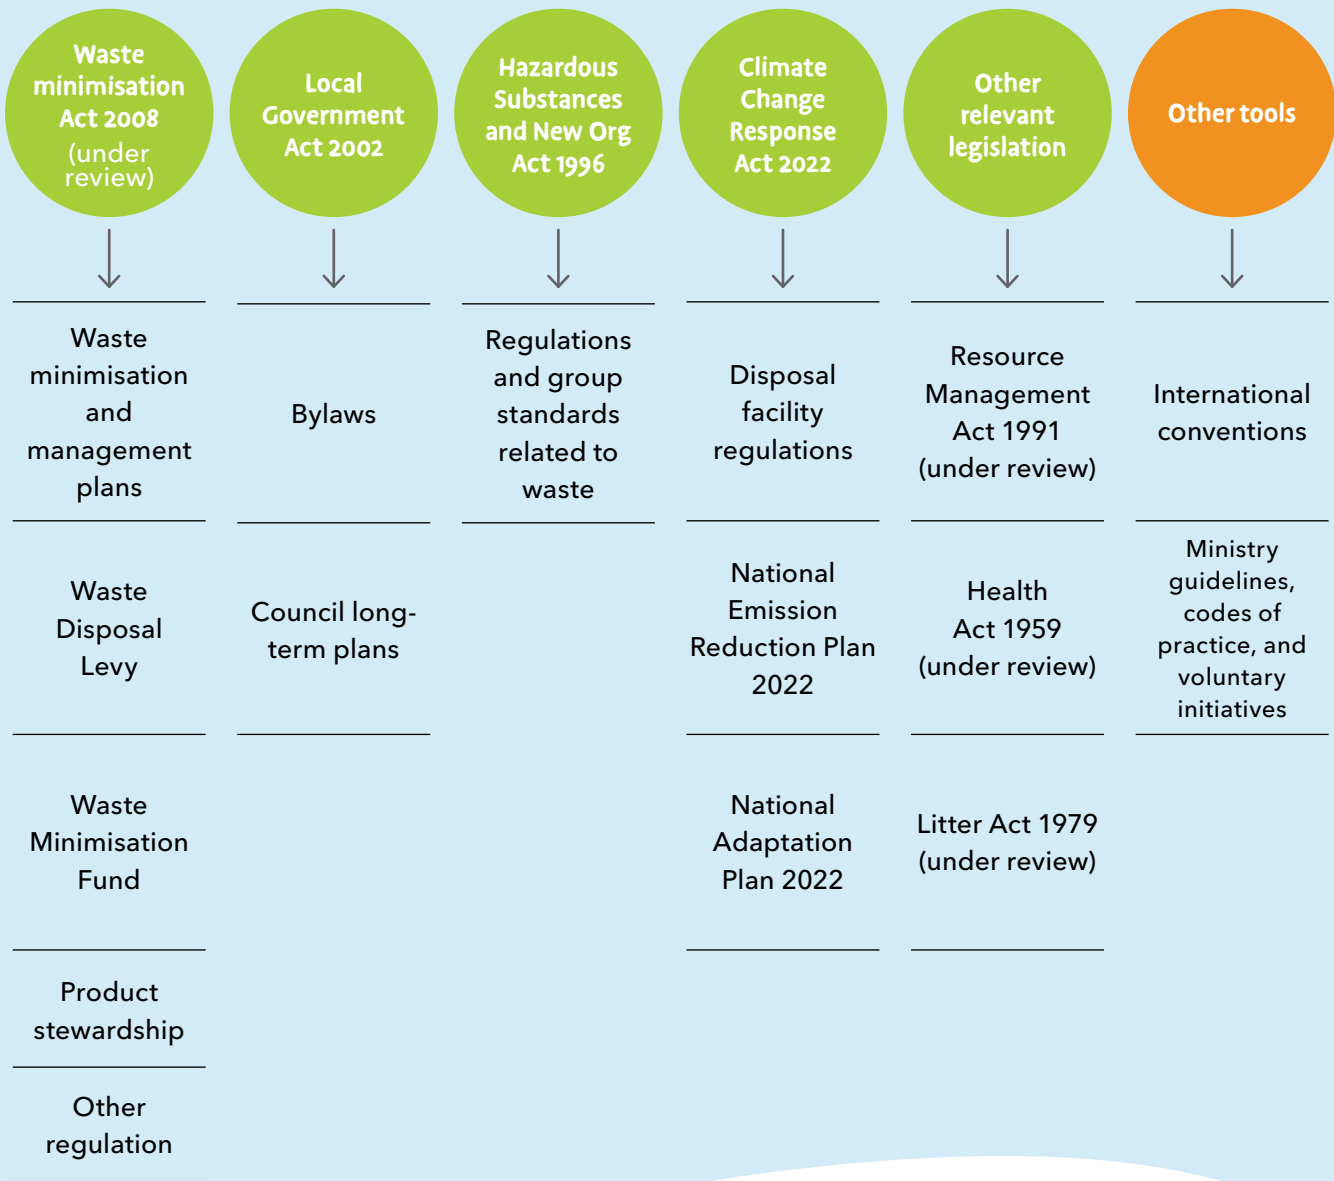 Waste
minimisation
Act 2008
(under
review)
Local
Government
Act 2002
Hazardous
Substances
and New Org
Act 1996
Climate
Change
Response
Act 2022
Other
relevant
legislation
Other tools
Waste
minimisation
and
management
plans
Waste
Disposal
Levy
Waste
Minimisation
Fund
Product
stewardship
Other
regulation
Bylaws
Council long-
term plans
Regulations
and group
standards
related to
waste
Disposal
facility
regulations
National
Emission
Reduction Plan
2022
National
Adaptation
Plan 2022
Resource
Management
Act 1991
(under review)
Health
Act 1959
(under review)
Litter Act 1979
(under review)
International
conventions
Ministry
guidelines,
codes of
practice, and
voluntary
initiatives